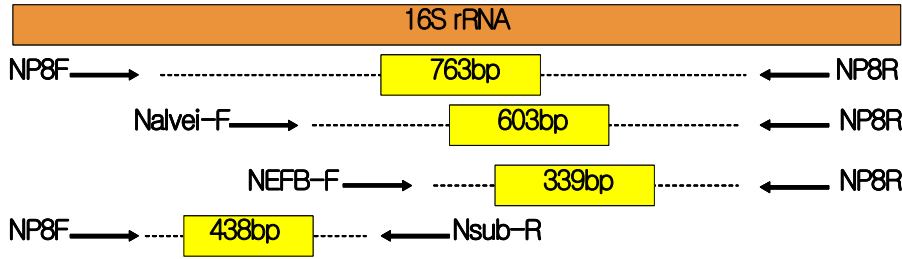 16S rRNA
NP8F 763bp NP8R
Nalvei-F 603bp NP8R
NEFB-F 339bp NP8R
NP8F 438bp Nsub-R